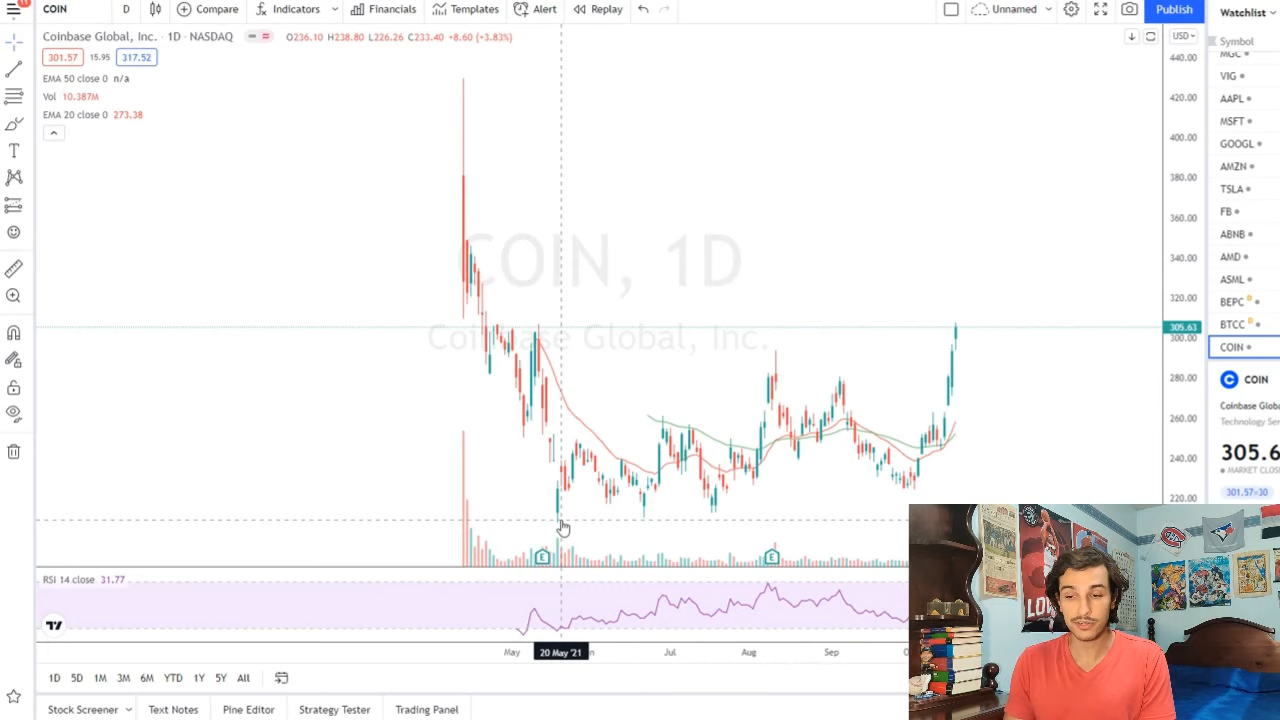 COIN D Compare Indicators Financials Templates Alert Replay Unnamed Publish
Watchlist
Coinbase Global, Inc. · 1D · NASDAQ O236.10 H238.80 L226.26 C233.40 +8.60 (+3.83%)
USD
Symbol
301.57 15.95 317.52
EMA 50 close 0 n/a
Vol 10.387M
EMA 20 close 0 273.38
440.00
420.00
400.00
380.00
360.00
340.00
320.00
305.63
300.00
280.00
260.00
240.00
220.00
COIN, 1D
Coinbase Global, Inc.
MGC
VIG
AAPL
MSFT
GOOGL
AMZN
TSLA
FB
ABNB
AMD
ASML
BEPC D
BTCC D
COIN
COIN
Coinbase Globa
Technology Ser
305.6
MARKET CLOS
301.57×30
E E
RSI 14 close 31.77
May 20 May '21 Jul Aug Sep
1D 5D 1M 3M 6M YTD 1Y 5Y All
Stock Screener Text Notes Pine Editor Strategy Tester Trading Panel